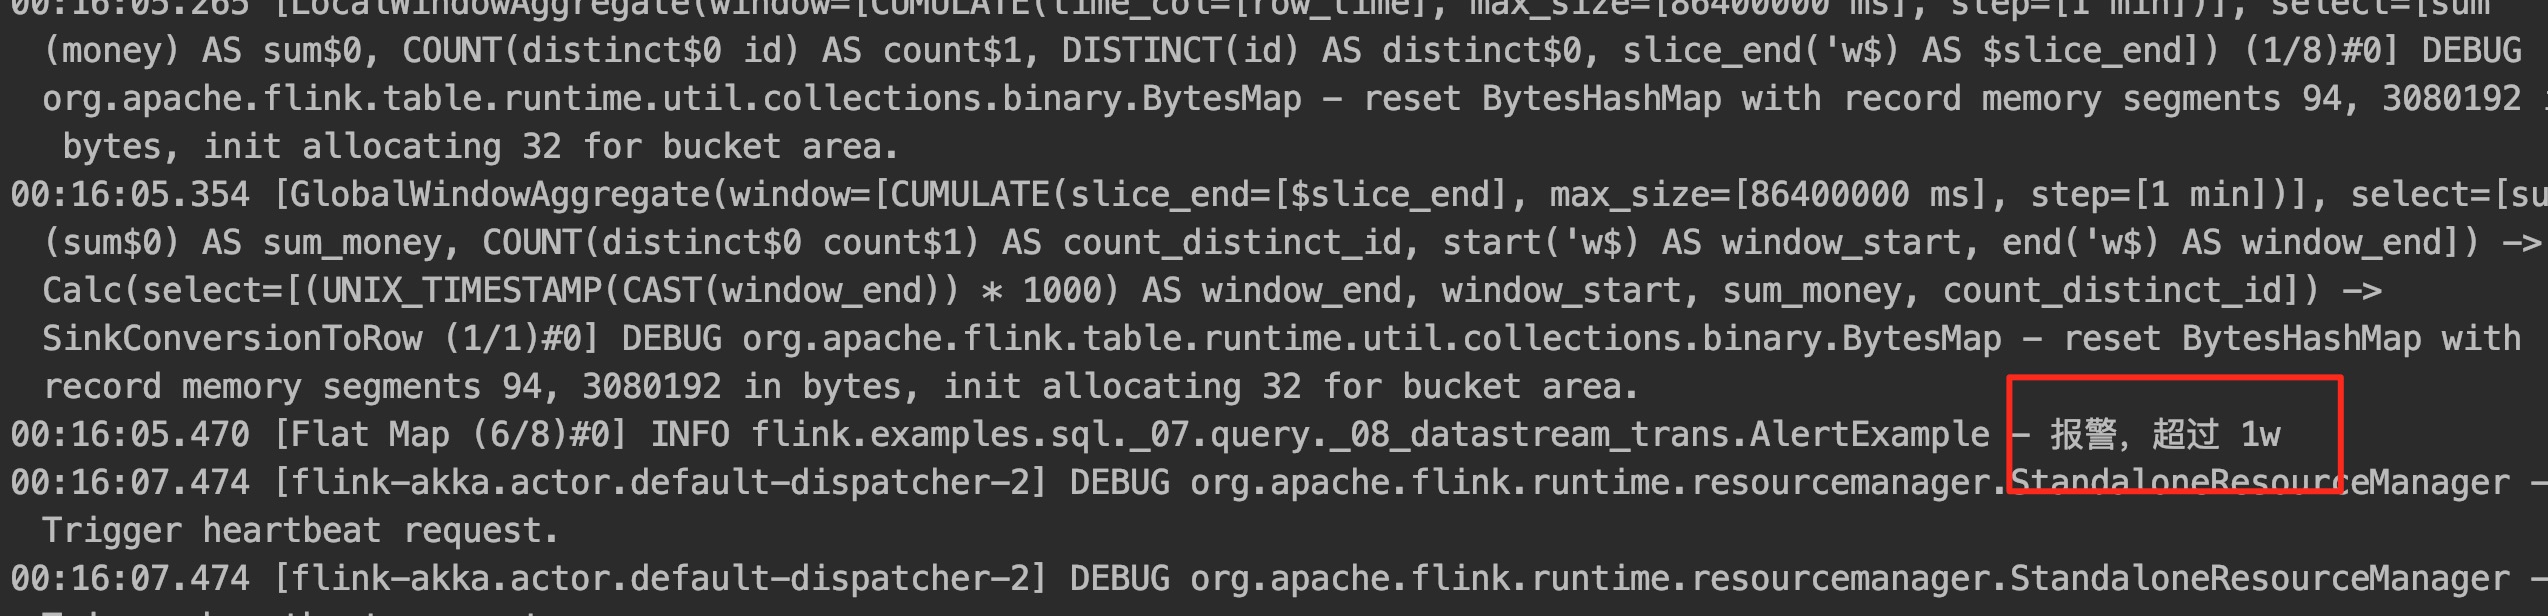 00:16:05.265 [LocalWindowAggregate(window=[CUMULATE(time_col=[row_time], max_size=[86400000 ms], step=[1 min])], select=[sum
(money) AS sum$0, COUNT(distinct$0 id) AS count$1, DISTINCT(id) AS distinct$0, slice_end('w$) AS $slice_end]) (1/8)#0] DEBUG
org.apache.flink.table.runtime.util.collections.binary.BytesMap – reset BytesHashMap with record memory segments 94, 3080192 i
bytes, init allocating 32 for bucket area.
00:16:05.354 [GlobalWindowAggregate(window=[CUMULATE(slice_end=[$slice_end], max_size=[86400000 ms], step=[1 min])], select=[su
(sum$0) AS sum_money, COUNT(distinct$0 count$1) AS count_distinct_id, start('w$) AS window_start, end('w$) AS window_end]) –>
Calc(select=[(UNIX_TIMESTAMP(CAST(window_end)) * 1000) AS window_end, window_start, sum_money, count_distinct_id]) –>
SinkConversionToRow (1/1)#0] DEBUG org.apache.flink.table.runtime.util.collections.binary.BytesMap – reset BytesHashMap with
record memory segments 94, 3080192 in bytes, init allocating 32 for bucket area.
00:16:05.470 [Flat Map (6/8)#0] INFO flink.examples.sql._07.query._08_datastream_trans.AlertExample – 报警，超过 1w
00:16:07.474 [flink-akka.actor.default-dispatcher-2] DEBUG org.apache.flink.runtime.resourcemanager.StandaloneResourceManager –
Trigger heartbeat request.
00:16:07.474 [flink-akka.actor.default-dispatcher-2] DEBUG org.apache.flink.runtime.resourcemanager.StandaloneResourceManager –